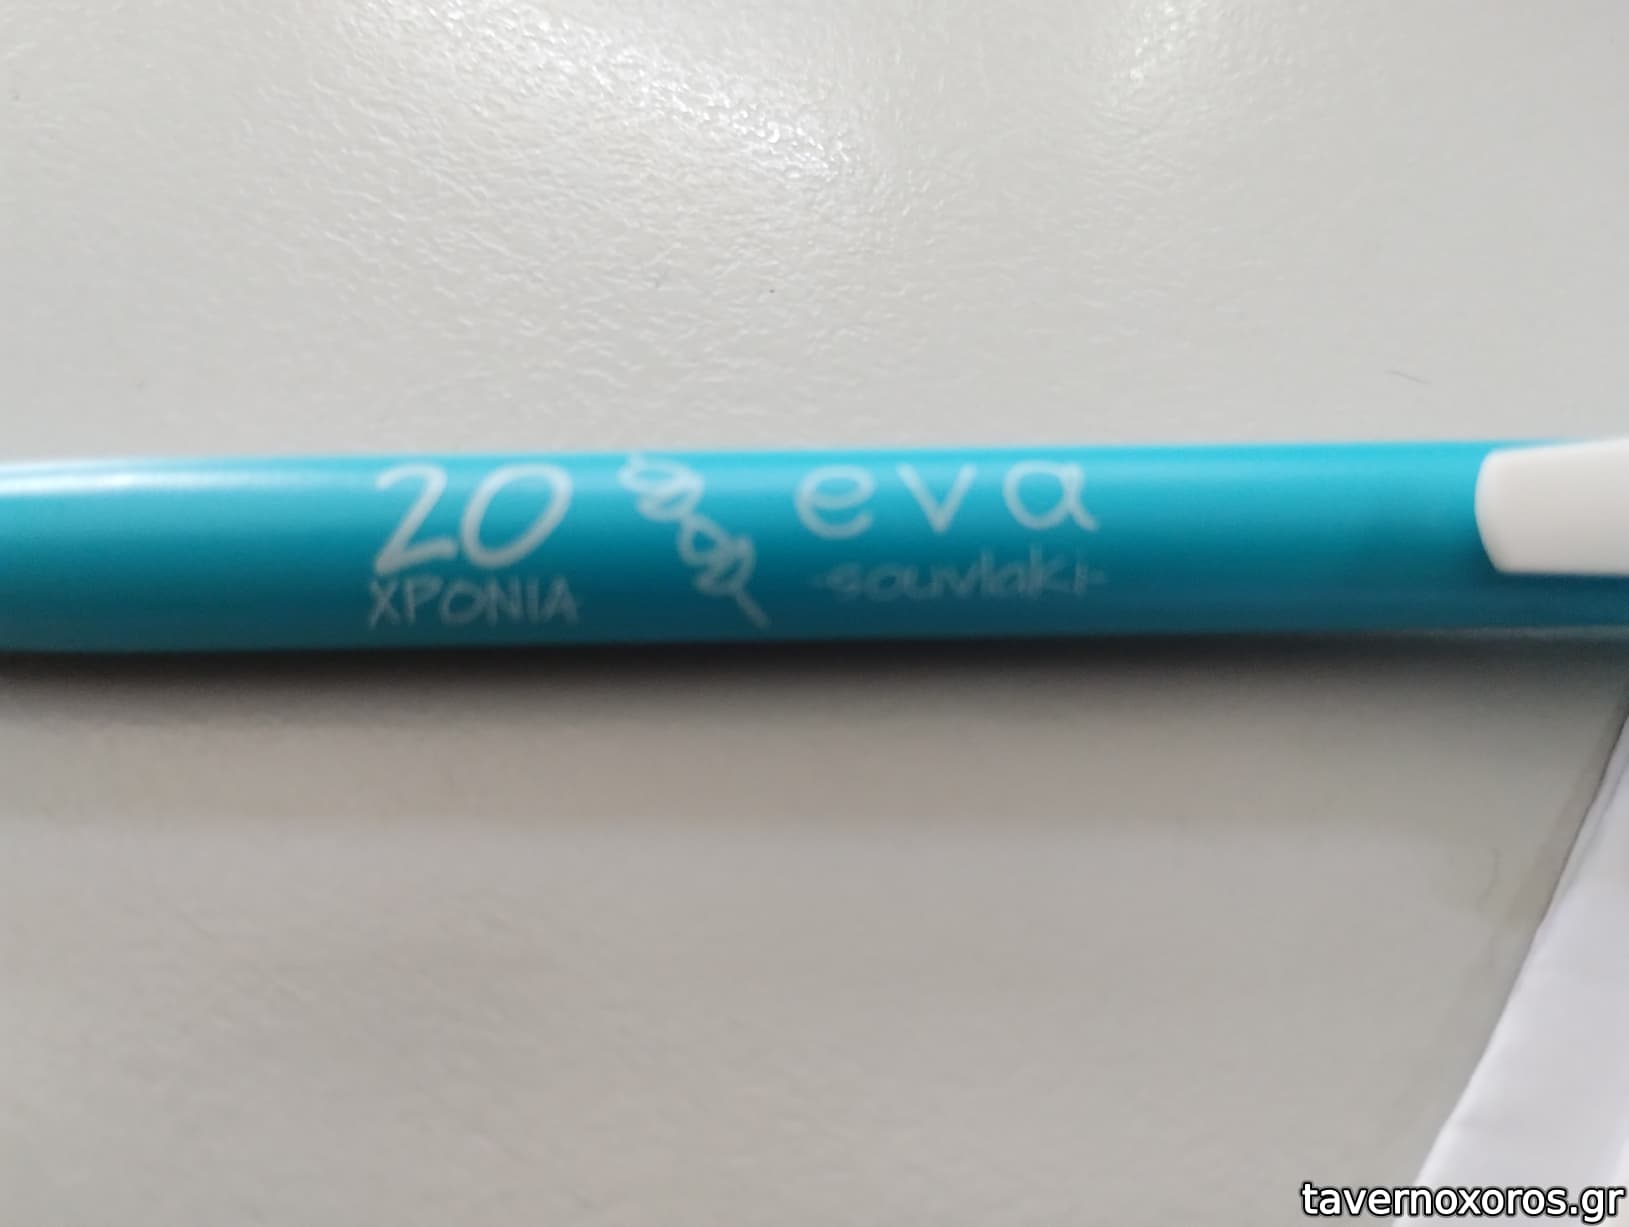 20 eva
ΧΡΟΝΙΑ -souvlaki-
tavernoxoros.gr